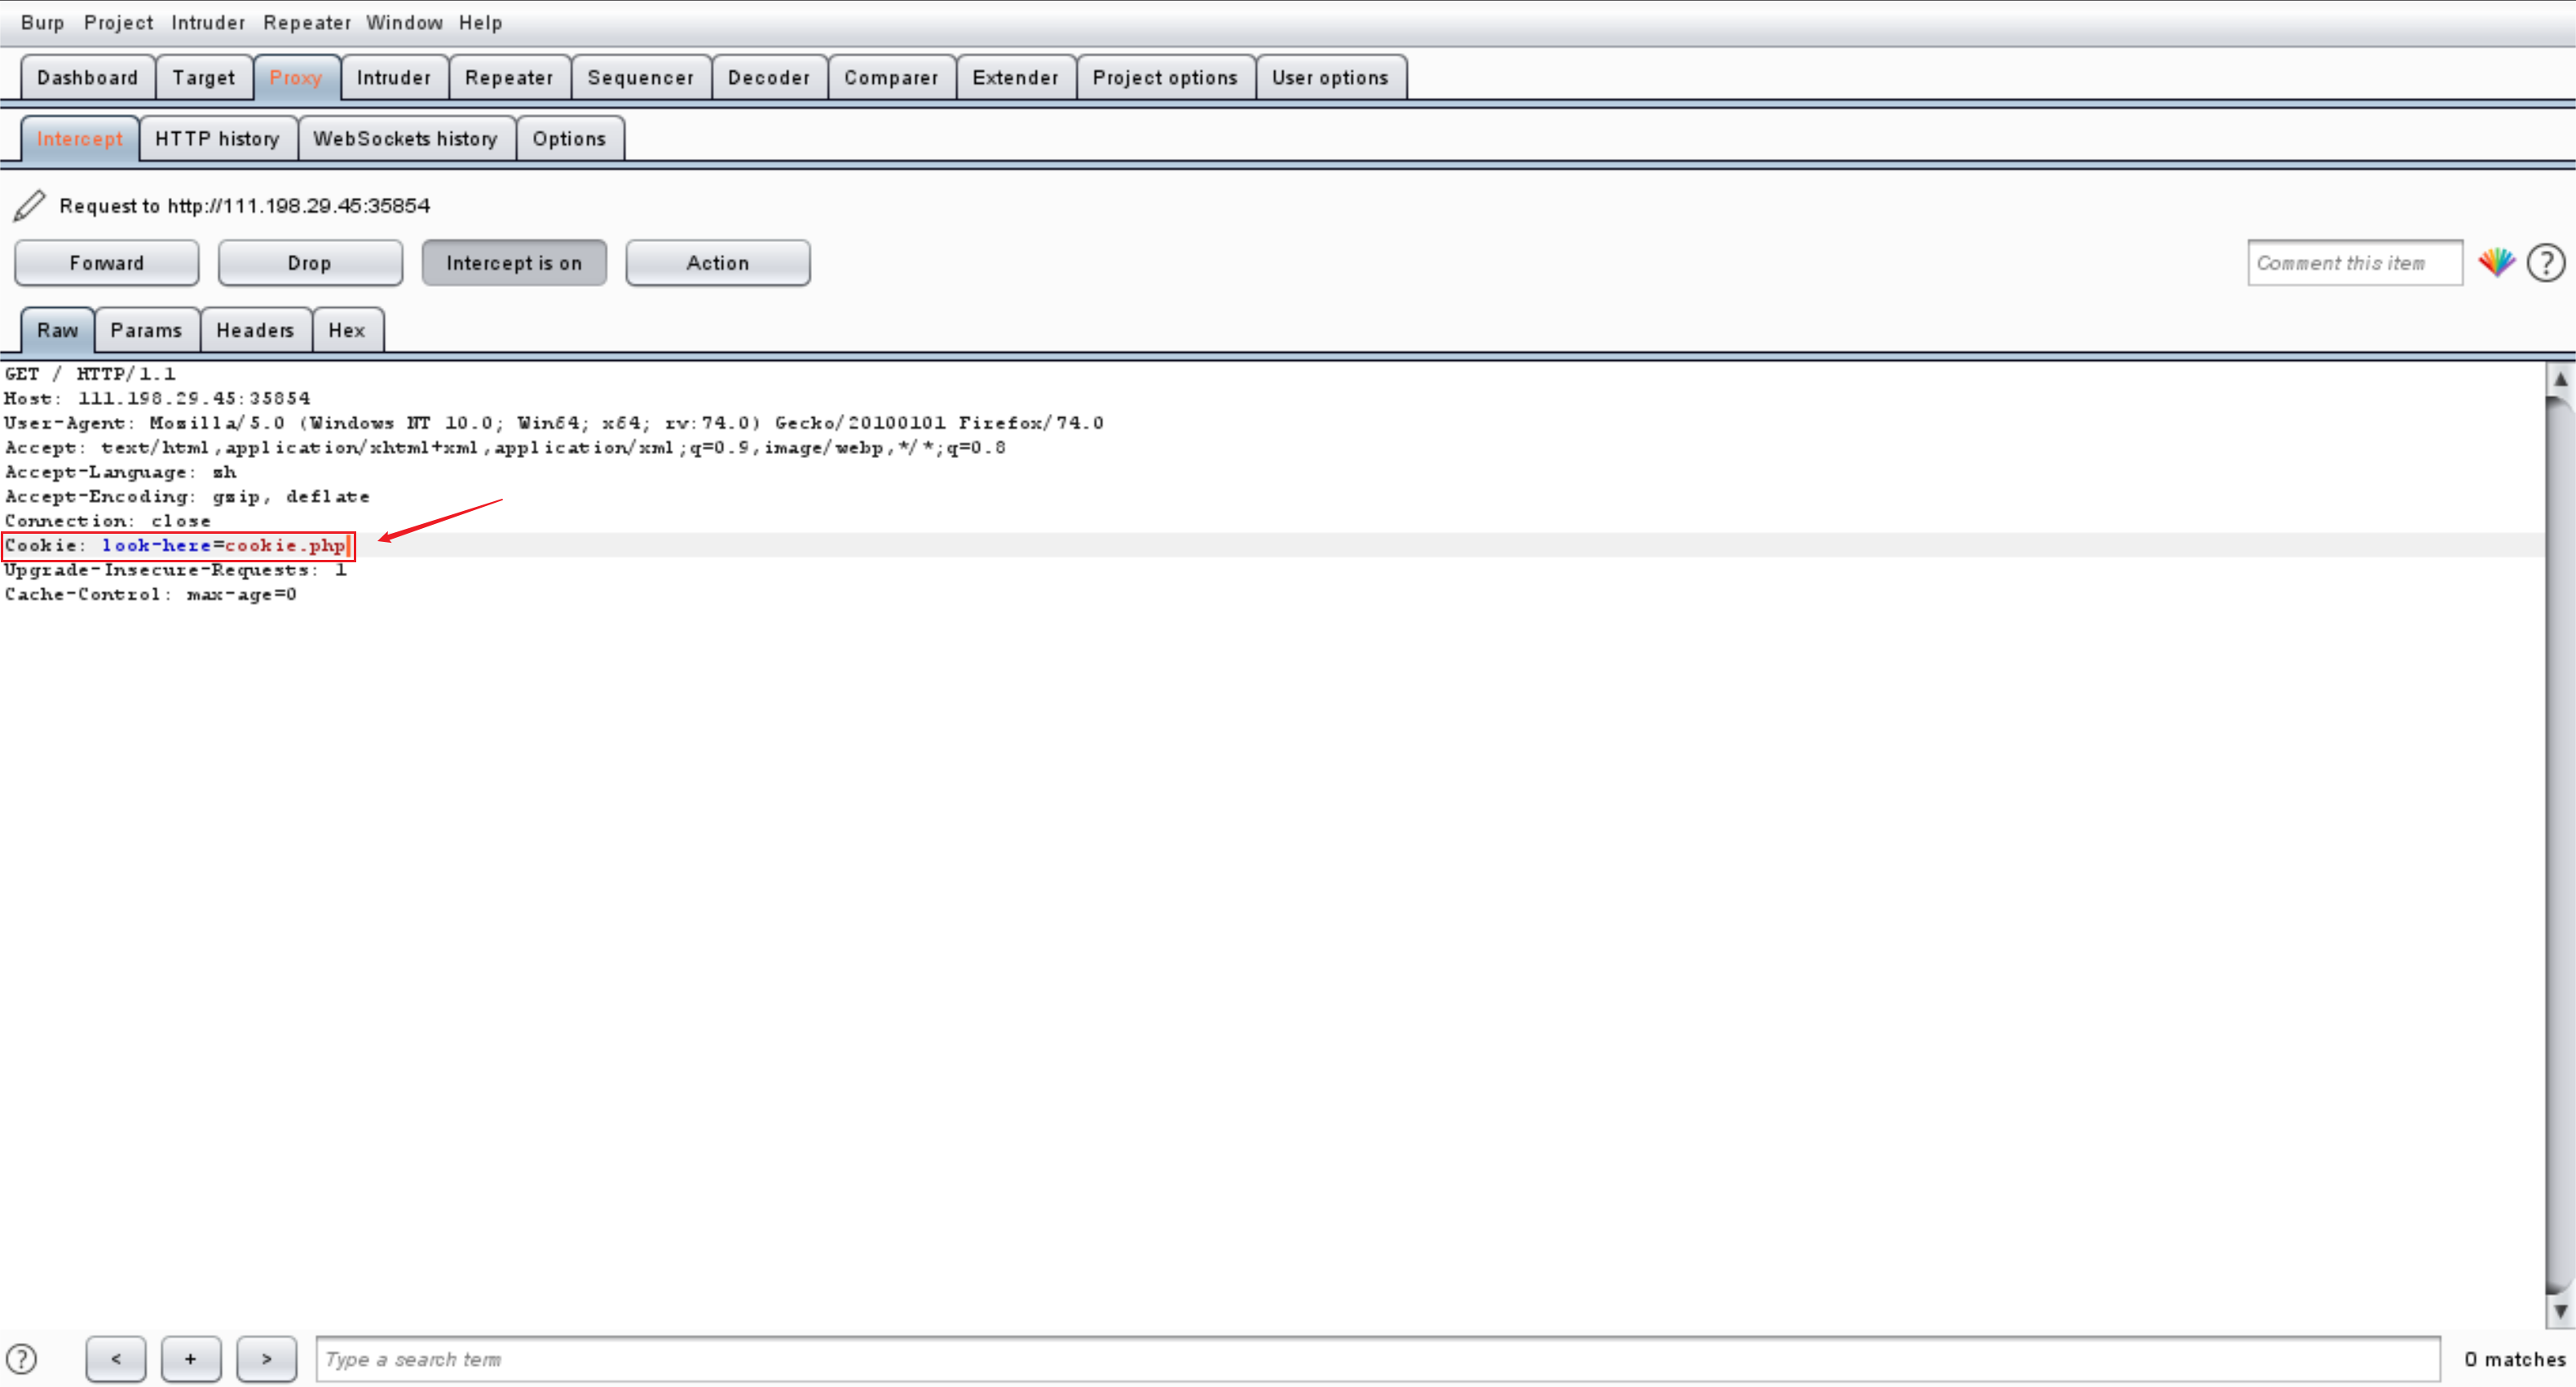 Burp Project Intruder Repeater Window Help
Dashboard Target Proxy Intruder Repeater Sequencer Decoder Comparer Extender Project options User options
Intercept HTTP history WebSockets history Options
Request to http://111.198.29.45:35854
Forward Drop Intercept is on Action Comment this item ?
Raw Params Headers Hex
GET / HTTP/1.1
Host: 111.198.29.45:35854
User-Agent: Mozilla/5.0 (Windows NT 10.0; Win64; x64; rv:74.0) Gecko/20100101 Firefox/74.0
Accept: text/html,application/xhtml+xml,application/xml;q=0.9,image/webp,*/*;q=0.8
Accept-Language: zh
Accept-Encoding: gzip, deflate
Connection: close
Cookie: look-here=cookie.php
Upgrade-Insecure-Requests: 1
Cache-Control: max-age=0
? < + > Type a search term 0 matches